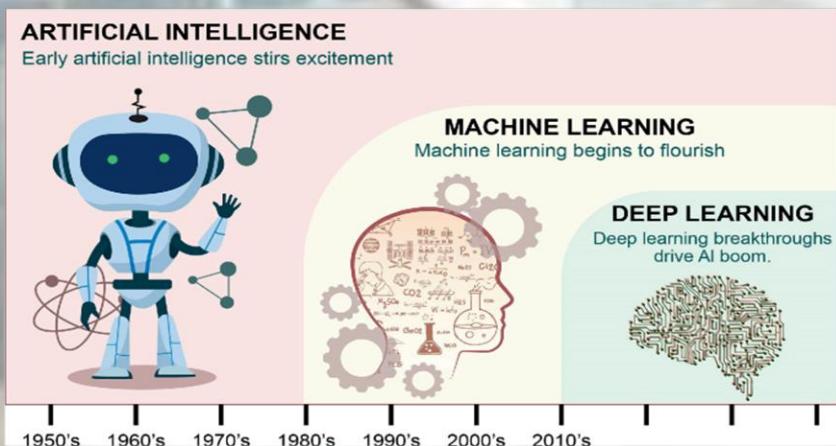 ARTIFICIAL INTELLIGENCE
Early artificial intelligence stirs excitement
MACHINE LEARNING
Machine learning begins to flourish
DEEP LEARNING
Deep learning breakthroughs
drive AI boom.
CO2
1950's 1960's 1970's 1980's 1990's 2000's 2010's